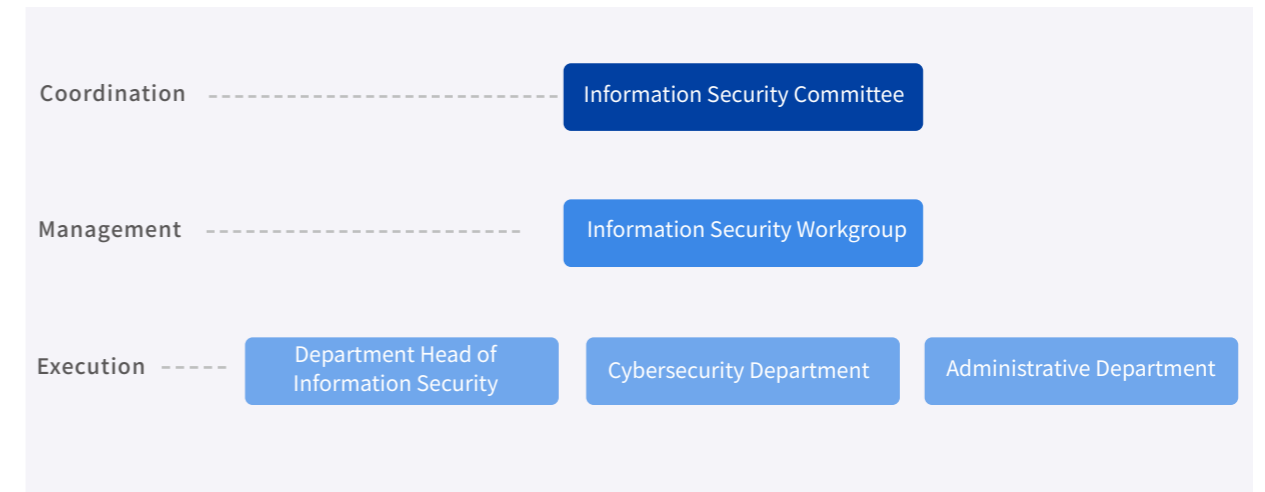 Coordination
Information Security Committee
Management
Information Security Workgroup
Execution
Department Head of
Information Security
Cybersecurity Department
Administrative Department